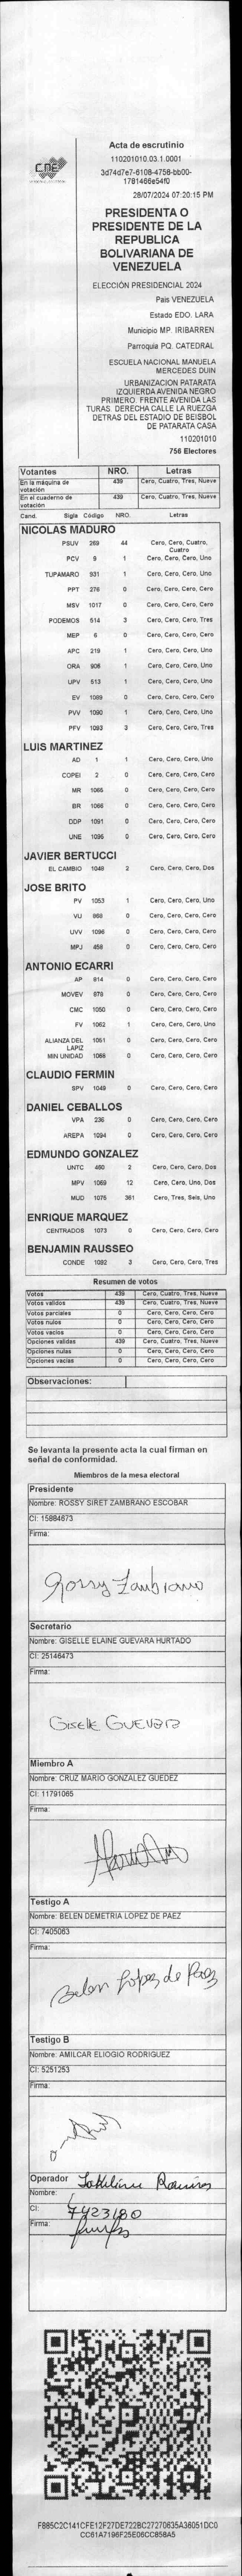 CNE
Acta de escrutinio
110201010.03.1.0001
3d74d7e7-6108-4756-bb00-
1781466e54f0
28/07/2024 07:20:15 PM
PRESIDENTA O
PRESIDENTE DE LA
REPUBLICA
BOLIVARIANA DE
VENEZUELA
ELECCIÓN PRESIDENCIAL 2024
Pais VENEZUELA
Estado EDO. LARA
Municipio MP. IRIBARREN
Parroquia PQ. CATEDRAL
ESCUELA NACIONAL MANUELA
MERCEDES DUIN
URBANIZACION PATARATA
IZQUIERDA AVENIDA NEGRO
PRIMERO. FRENTE AVENIDA LAS
TURAS. DERECHA CALLE LA RUEZGA
DETRAS DEL ESTADIO DE BEISBOL
DE PATARATA CASA
110201010
756 Electores
Votantes NRO. Letras
En la máquina de votación 439 Cero, Cuatro, Tres, Nueve
En el cuaderno de votación 439 Cero, Cuatro, Tres, Nueve
Cand. Sigla Código NRO. Letras
NICOLAS MADURO
PSUV 269 44 Cero, Cero, Cuatro, Cuatro
PCV 9 1 Cero, Cero, Cero, Uno
TUPAMARO 931 1 Cero, Cero, Cero, Uno
PPT 276 0 Cero, Cero, Cero, Cero
MSV 1017 0 Cero, Cero, Cero, Cero
PODEMOS 514 3 Cero, Cero, Cero, Tres
MEP 6 0 Cero, Cero, Cero, Cero
APC 219 1 Cero, Cero, Cero, Uno
ORA 906 1 Cero, Cero, Cero, Uno
UPV 513 1 Cero, Cero, Cero, Uno
EV 1089 0 Cero, Cero, Cero, Cero
PVV 1090 1 Cero, Cero, Cero, Uno
PFV 1093 3 Cero, Cero, Cero, Tres
LUIS MARTINEZ
AD 1 1 Cero, Cero, Cero, Uno
COPEI 2 0 Cero, Cero, Cero, Cero
MR 1065 0 Cero, Cero, Cero, Cero
BR 1066 0 Cero, Cero, Cero, Cero
DDP 1091 0 Cero, Cero, Cero, Cero
UNE 1095 0 Cero, Cero, Cero, Cero
JAVIER BERTUCCI
EL CAMBIO 1048 2 Cero, Cero, Cero, Dos
JOSE BRITO
PV 1053 1 Cero, Cero, Cero, Uno
VU 868 0 Cero, Cero, Cero, Cero
UVV 1096 0 Cero, Cero, Cero, Cero
MPJ 458 0 Cero, Cero, Cero, Cero
ANTONIO ECARRI
AP 814 0 Cero, Cero, Cero, Cero
MOVEV 879 0 Cero, Cero, Cero, Cero
CMC 1050 0 Cero, Cero, Cero, Cero
FV 1062 1 Cero, Cero, Cero, Uno
ALIANZA DEL LAPIZ 1051 0 Cero, Cero, Cero, Cero
MIN UNIDAD 1068 0 Cero, Cero, Cero, Cero
CLAUDIO FERMIN
SPV 1049 0 Cero, Cero, Cero, Cero
DANIEL CEBALLOS
VPA 236 0 Cero, Cero, Cero, Cero
AREPA 1094 0 Cero, Cero, Cero, Cero
EDMUNDO GONZALEZ
UNTC 460 2 Cero, Cero, Cero, Dos
MPV 1069 12 Cero, Cero, Uno, Dos
MUD 1075 361 Cero, Tres, Seis, Uno
ENRIQUE MARQUEZ
CENTRADOS 1073 0 Cero, Cero, Cero, Cero
BENJAMIN RAUSSEO
CONDE 1092 3 Cero, Cero, Cero, Tres
Resumen de votos
Votos 439 Cero, Cuatro, Tres, Nueve
Votos validos 439 Cero, Cuatro, Tres, Nueve
Votos parciales 0 Cero, Cero, Cero, Cero
Votos nulos 0 Cero, Cero, Cero, Cero
Votos vacios 0 Cero, Cero, Cero, Cero
Opciones validas 439 Cero, Cuatro, Tres, Nueve
Opciones nulas 0 Cero, Cero, Cero, Cero
Opciones vacias 0 Cero, Cero, Cero, Cero
Observaciones:
Se levanta la presente acta la cual firman en
señal de conformidad.
Miembros de la mesa electoral
Presidente
Nombre: ROSSY SIRET ZAMBRANO ESCOBAR
CI: 15884673
Firma:
Rossy Zambrano
Secretario
Nombre: GISELLE ELAINE GUEVARA HURTADO
CI: 25146473
Firma:
Giselle GUEVARA
Miembro A
Nombre: CRUZ MARIO GONZALEZ GUEDEZ
CI: 11791065
Firma:
Testigo A
Nombre: BELEN DEMETRIA LOPEZ DE PAEZ
CI: 7405063
Firma:
Belen Lopez de Paez
Testigo B
Nombre: AMILCAR ELIOGIO RODRIGUEZ
CI: 5251253
Firma:
Operador
Nombre:
CI: 7423180
Firma: